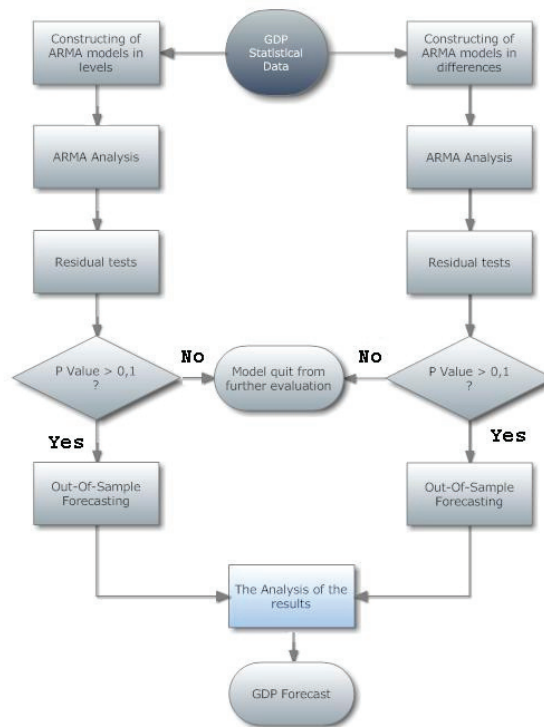 Constructing of
ARMA models in
levels
GDP
Statistical
Data
Constructing of
ARMA models in
differences
ARMA Analysis
ARMA Analysis
Residual tests
Residual tests
P Value > 0,1
?
No
Model quit from
further evaluation
No
P Value > 0,1
?
Yes
Yes
Out-Of-Sample
Forecasting
Out-Of-Sample
Forecasting
The Analysis of the
results
GDP Forecast